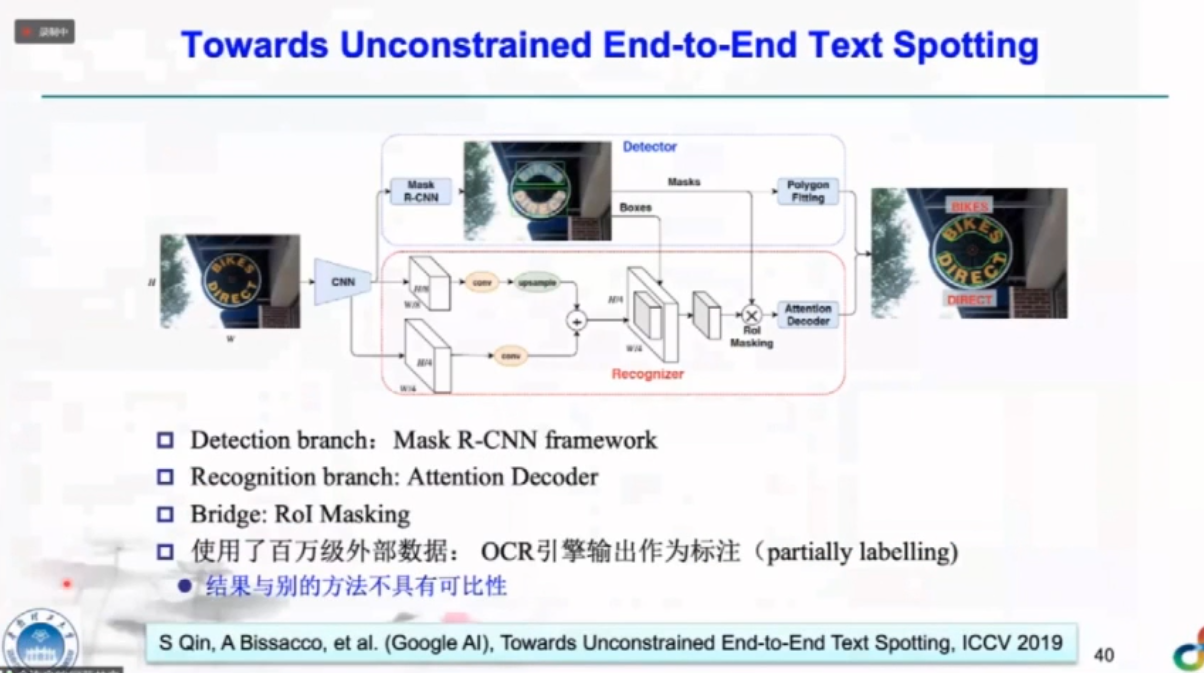 录制中
Towards Unconstrained End-to-End Text Spotting
Detector
Mask
R-CNN
Masks
Boxes
Polygon
Fitting
BIKES
BIKES
DIRECT
DIRECT
BIKES
DIRECT
H
W
CNN
H/8
W/8
conv
upsample
H/4
W/4
conv
H/4
W/4
RoI
Masking
Attention
Decoder
Recognizer
Detection branch：Mask R-CNN framework
Recognition branch: Attention Decoder
Bridge: RoI Masking
使用了百万级外部数据： OCR引擎输出作为标注（partially labelling)
结果与别的方法不具有可比性
S Qin, A Bissacco, et al. (Google AI), Towards Unconstrained End-to-End Text Spotting, ICCV 2019
40